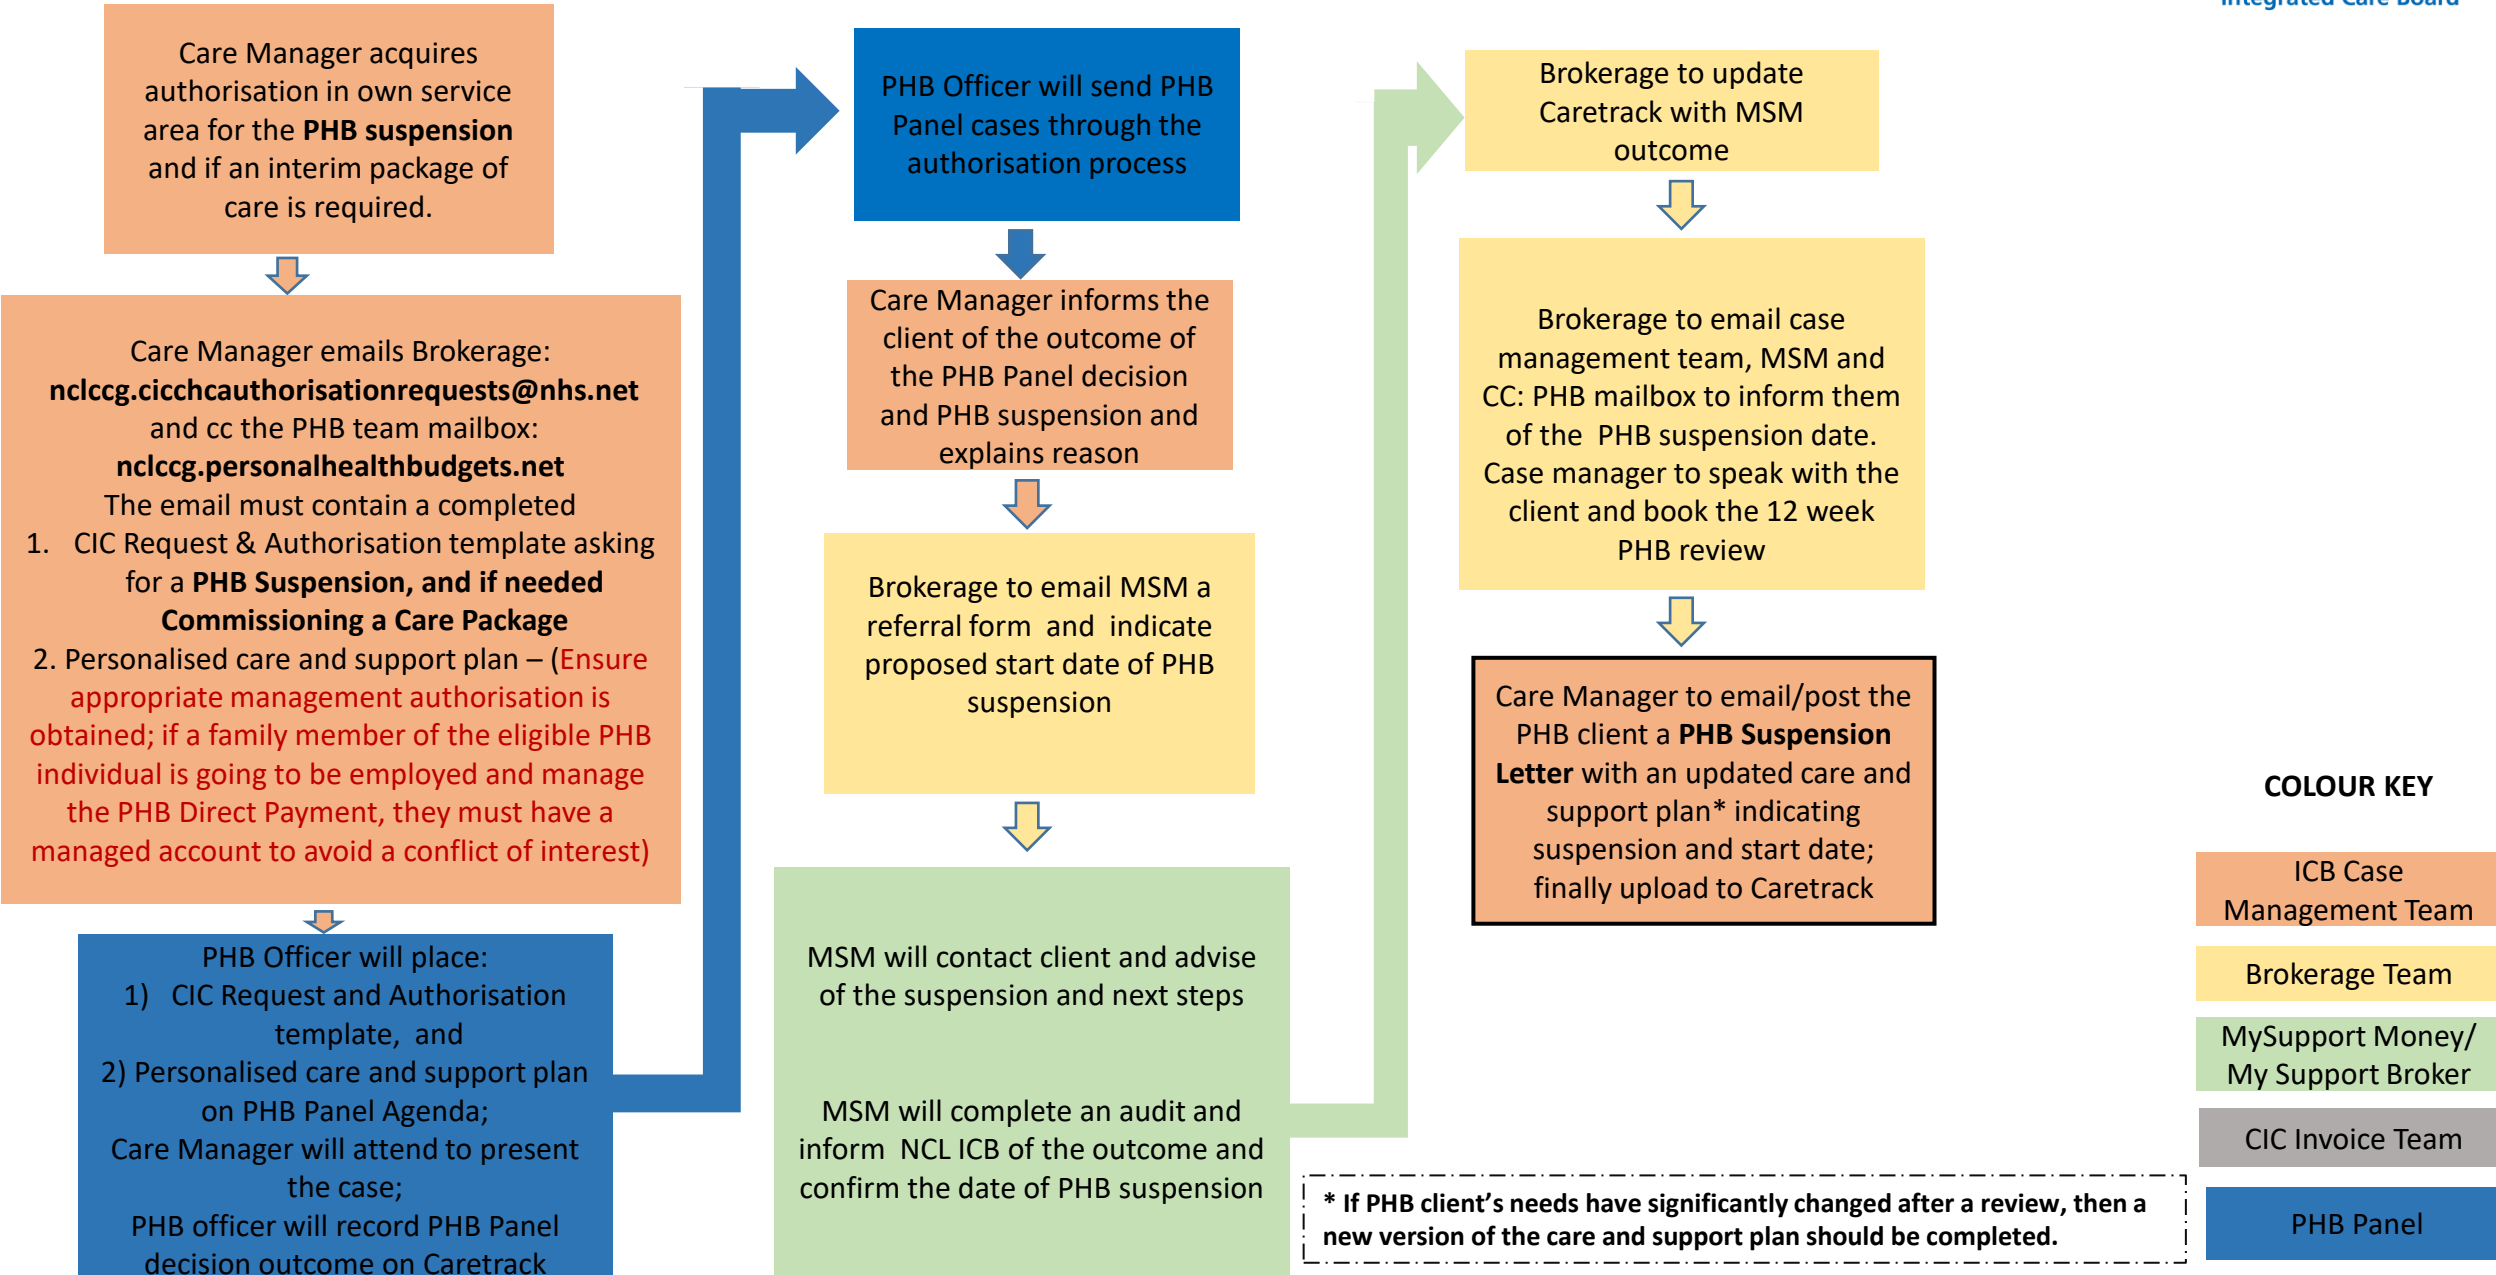 Integrated Care Board
Care Manager acquires
authorisation in own service
area for the PHB suspension
and if an interim package of
care is required.
Care Manager emails Brokerage:
nclccg.cicchcauthorisationrequests@nhs.net
and cc the PHB team mailbox:
nclccg.personalhealthbudgets.net
The email must contain a completed
1. CIC Request & Authorisation template asking
for a PHB Suspension, and if needed
Commissioning a Care Package
2. Personalised care and support plan – (Ensure
appropriate management authorisation is
obtained; if a family member of the eligible PHB
individual is going to be employed and manage
the PHB Direct Payment, they must have a
managed account to avoid a conflict of interest)
PHB Officer will place:
1) CIC Request and Authorisation
template, and
2) Personalised care and support plan
on PHB Panel Agenda;
Care Manager will attend to present
the case;
PHB officer will record PHB Panel
decision outcome on Caretrack
PHB Officer will send PHB
Panel cases through the
authorisation process
Care Manager informs the
client of the outcome of
the PHB Panel decision
and PHB suspension and
explains reason
Brokerage to email MSM a
referral form and indicate
proposed start date of PHB
suspension
MSM will contact client and advise
of the suspension and next steps
MSM will complete an audit and
inform NCL ICB of the outcome and
confirm the date of PHB suspension
Brokerage to update
Caretrack with MSM
outcome
Brokerage to email case
management team, MSM and
CC: PHB mailbox to inform them
of the PHB suspension date.
Case manager to speak with the
client and book the 12 week
PHB review
Care Manager to email/post the
PHB client a PHB Suspension
Letter with an updated care and
support plan* indicating
suspension and start date;
finally upload to Caretrack
* If PHB client's needs have significantly changed after a review, then a
new version of the care and support plan should be completed.
COLOUR KEY
ICB Case
Management Team
Brokerage Team
MySupport Money/
My Support Broker
CIC Invoice Team
PHB Panel